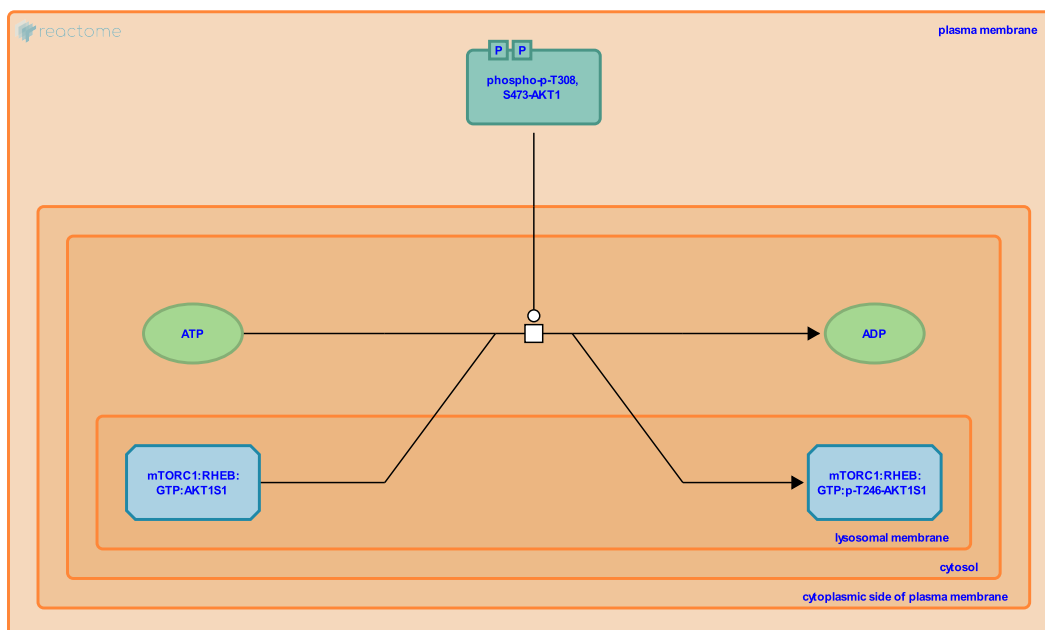 reactome
plasma membrane
P P
phospho-p-T308,
S473-AKT1
ATP
ADP
mTORC1:RHEB:
GTP:AKT1S1
mTORC1:RHEB:
GTP:p-T246-AKT1S1
lysosomal membrane
cytosol
cytoplasmic side of plasma membrane